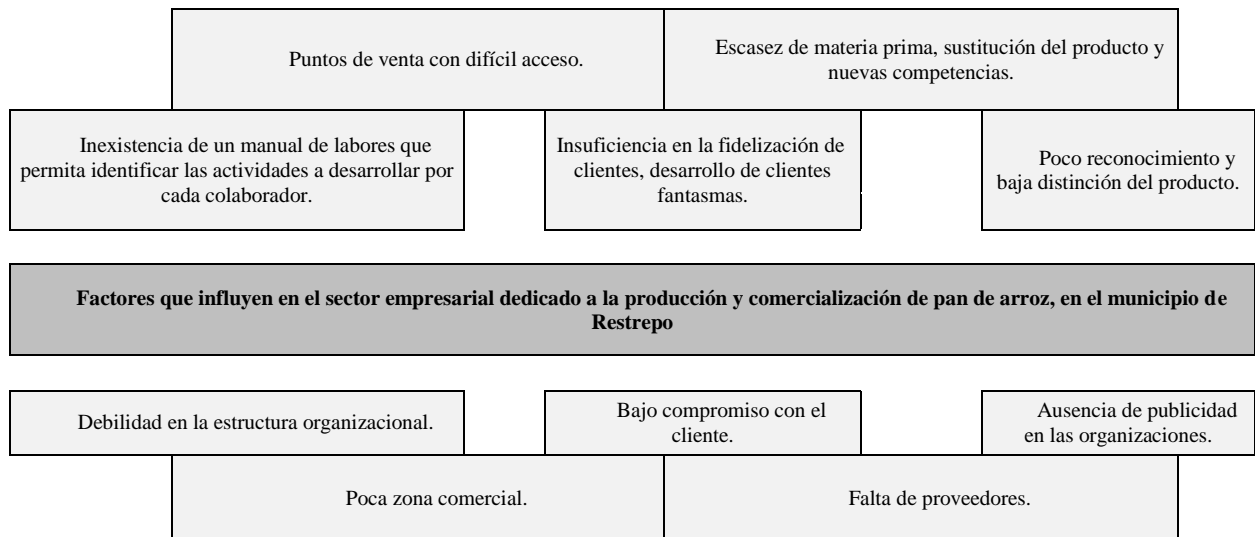 Puntos de venta con difícil acceso.
Escasez de materia prima, sustitución del producto y
nuevas competencias.
Inexistencia de un manual de labores que
permita identificar las actividades a desarrollar por
cada colaborador.
Insuficiencia en la fidelización de
clientes, desarrollo de clientes
fantasmas.
Poco reconocimiento y
baja distinción del producto.
Factores que influyen en el sector empresarial dedicado a la producción y comercialización de pan de arroz, en el municipio de
Restrepo
Debilidad en la estructura organizacional.
Bajo compromiso con el
cliente.
Ausencia de publicidad
en las organizaciones.
Poca zona comercial.
Falta de proveedores.